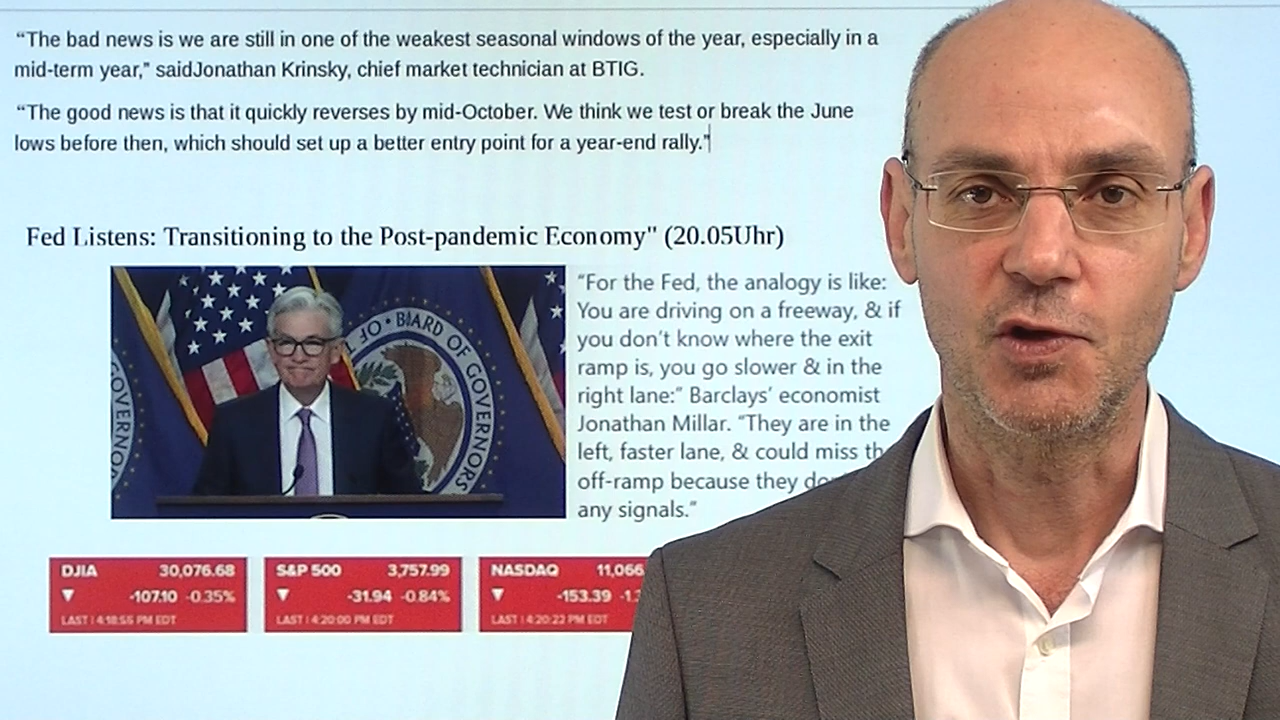 “The bad news is we are still in one of the weakest seasonal windows of the year, especially in a
mid-term year,” saidJonathan Krinsky, chief market technician at BTIG.
“The good news is that it quickly reverses by mid-October. We think we test or break the June
lows before then, which should set up a better entry point for a year-end rally.”
Fed Listens: Transitioning to the Post-pandemic Economy" (20.05Uhr)
OF • BOARD OF GOVERNORS
GOVERNORS
“For the Fed, the analogy is like:
You are driving on a freeway, & if
you don’t know where the exit
ramp is, you go slower & in the
right lane:” Barclays’ economist
Jonathan Millar. “They are in the
left, faster lane, & could miss
off-ramp because they
any signals.”
DJIA 30,076.68
▼ -107.10 -0.35%
LAST | 4:18:55 PM EDT
S&P 500 3,757.99
▼ -31.94 -0.84%
LAST | 4:20:00 PM EDT
NASDAQ 11,066
▼ -153.39
LAST | 4:20:22 PM EDT